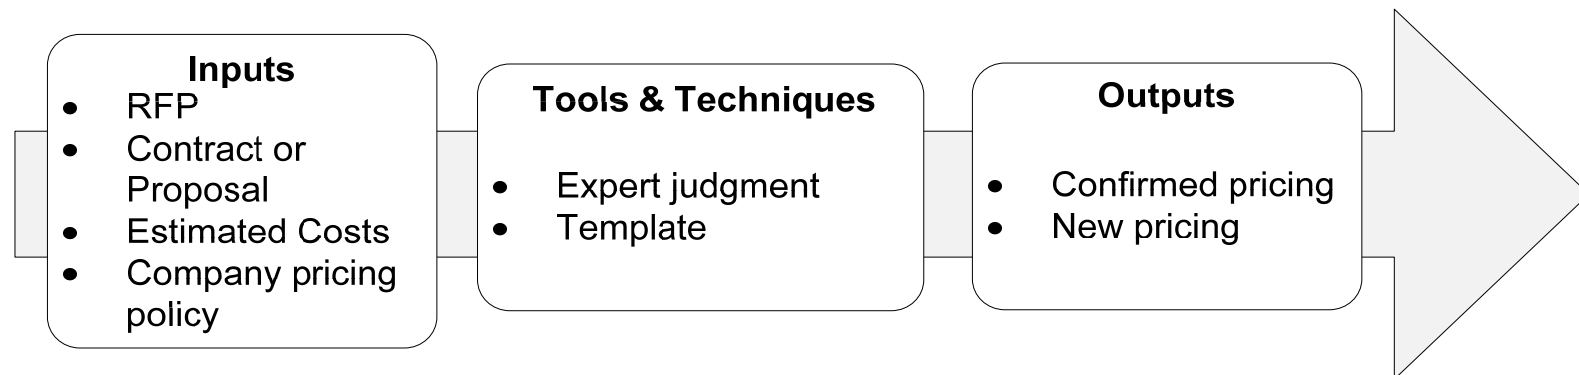 Inputs
• RFP
• Contract or
Proposal
• Estimated Costs
• Company pricing
policy
Tools & Techniques
• Expert judgment
• Template
Outputs
• Confirmed pricing
• New pricing